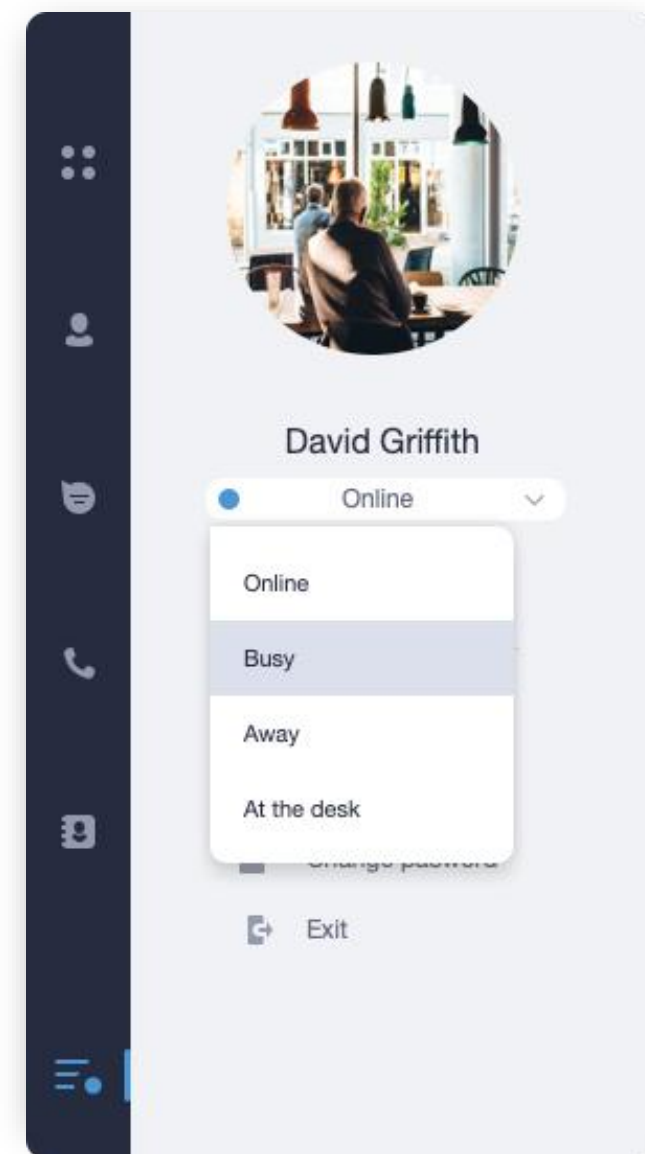 David Griffith
Online
Online
Busy
Away
At the desk
Exit